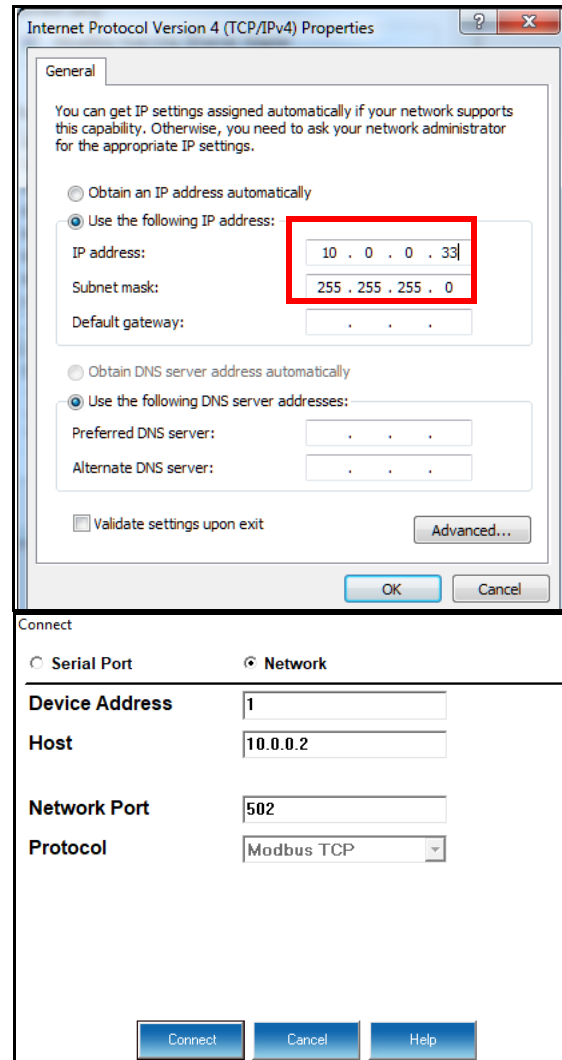 Internet Protocol Version 4 (TCP/IPv4) Properties
General
You can get IP settings assigned automatically if your network supports
this capability. Otherwise, you need to ask your network administrator
for the appropriate IP settings.
Obtain an IP address automatically
Use the following IP address:
IP address: 10 . 0 . 0 . 33
Subnet mask: 255 . 255 . 255 . 0
Default gateway: . . .
Obtain DNS server address automatically
Use the following DNS server addresses:
Preferred DNS server: . . .
Alternate DNS server: . . .
Validate settings upon exit
Advanced...
OK Cancel
Connect
Serial Port Network
Device Address 1
Host 10.0.0.2
Network Port 502
Protocol Modbus TCP
Connect Cancel Help